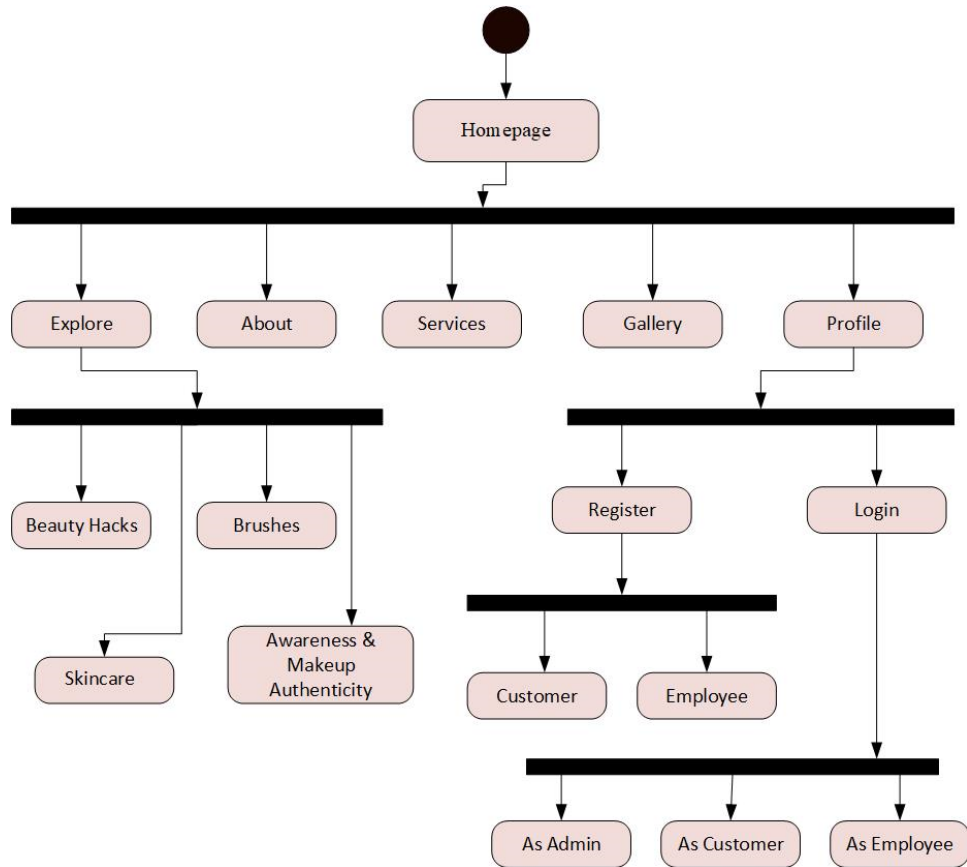 Homepage
Explore
About
Services
Gallery
Profile
Beauty Hacks
Brushes
Register
Login
Skincare
Awareness &
Makeup
Authenticity
Customer
Employee
As Admin
As Customer
As Employee